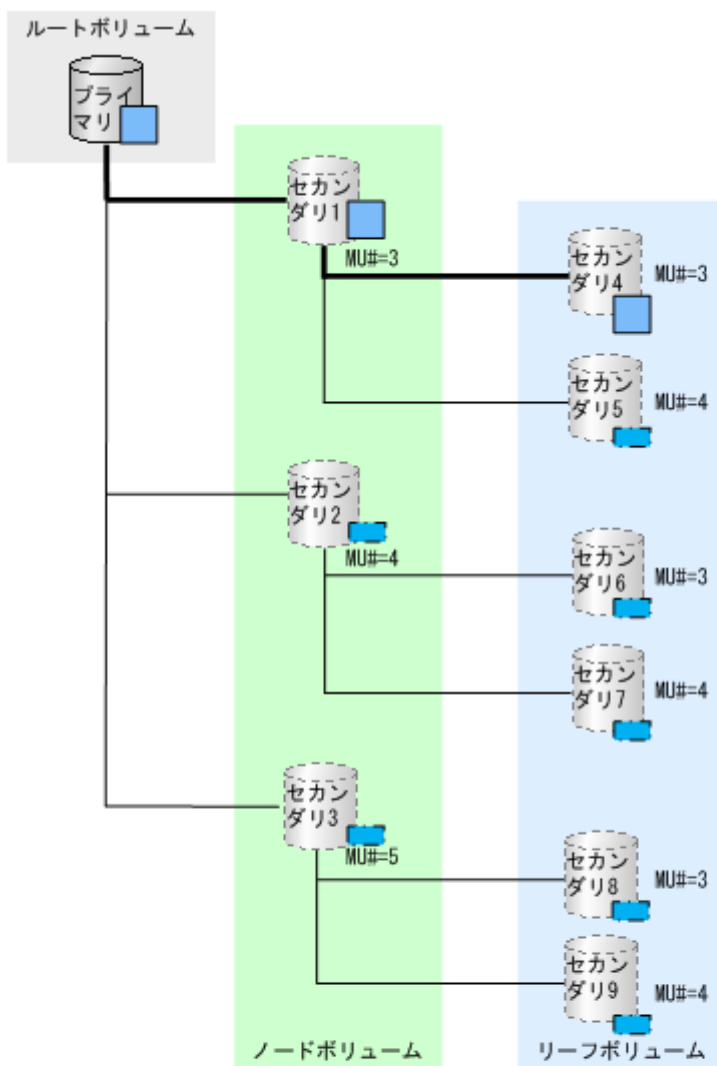 ルートボリューム
プライ
マリ
セカン
ダリ1
MU#=3
セカン
ダリ4
MU#=3
セカン
ダリ5
MU#=4
セカン
ダリ2
MU#=4
セカン
ダリ6
MU#=3
セカン
ダリ7
MU#=4
セカン
ダリ3
MU#=5
セカン
ダリ8
MU#=3
セカン
ダリ9
MU#=4
ノードボリューム
リーフボリューム